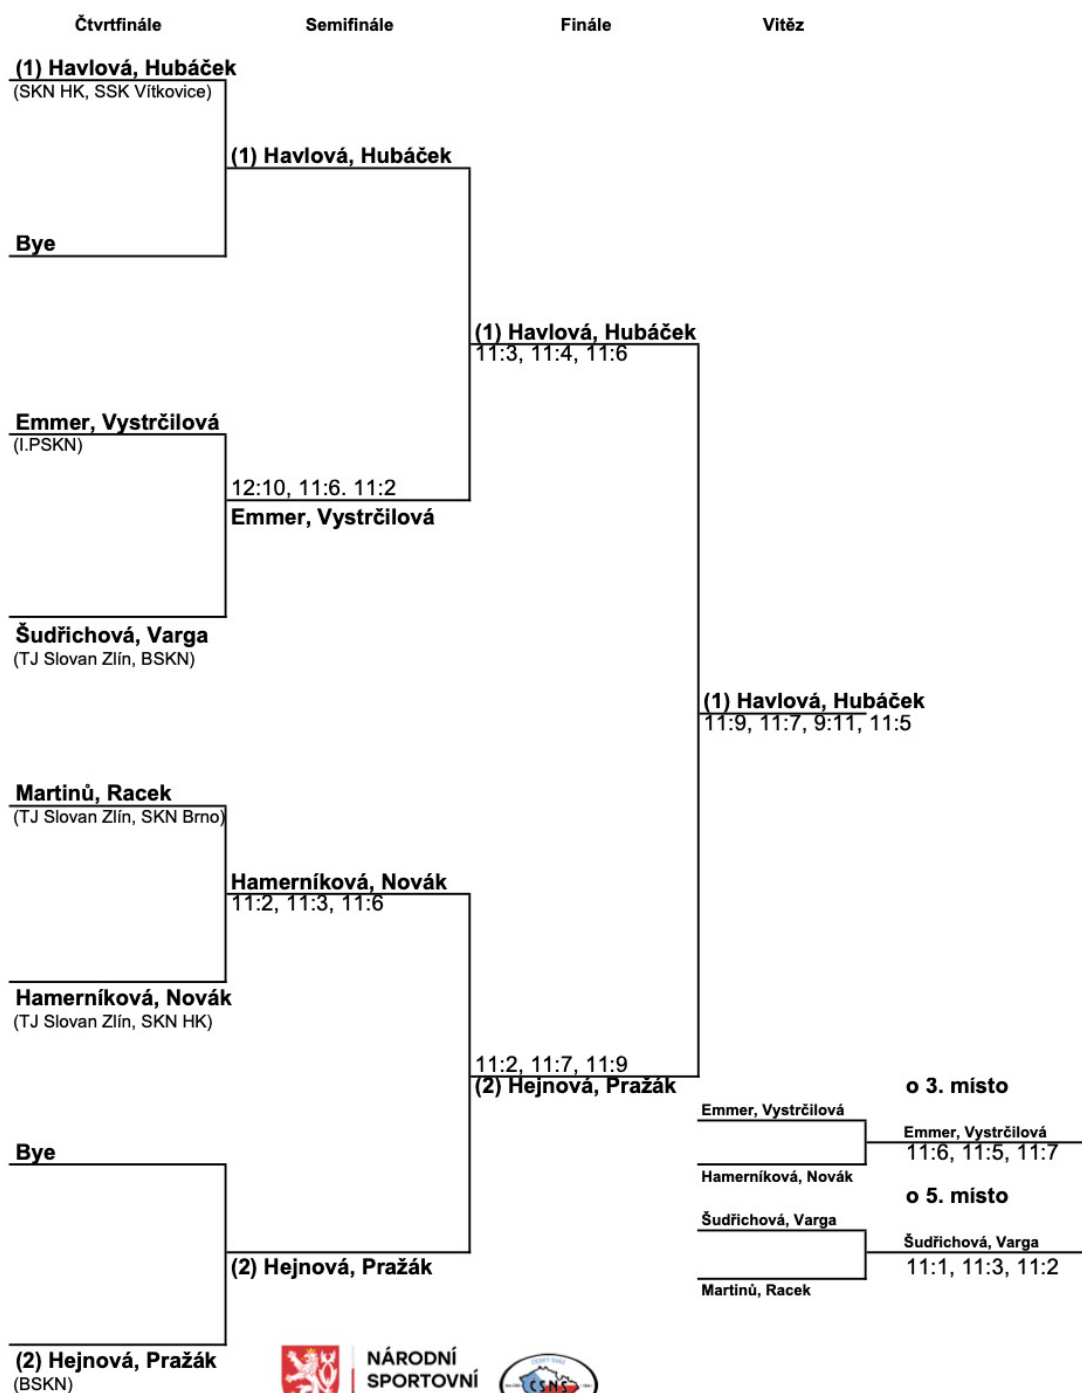 Čtvrtfinále Semifinále Finále Vitěz
(1) Havlová, Hubáček
(SKN HK, SSK Vítkovice)
(1) Havlová, Hubáček
Bye
(1) Havlová, Hubáček
11:3, 11:4, 11:6
Emmer, Vystrčilová
(I.PSKN)
12:10, 11:6. 11:2
Emmer, Vystrčilová
Šudřichová, Varga
(TJ Slovan Zlín, BSKN)
(1) Havlová, Hubáček
11:9, 11:7, 9:11, 11:5
Martinů, Racek
(TJ Slovan Zlín, SKN Brno)
Hamerníková, Novák
11:2, 11:3, 11:6
Hamerníková, Novák
(TJ Slovan Zlín, SKN HK)
11:2, 11:7, 11:9
(2) Hejnová, Pražák
o 3. místo
Emmer, Vystrčilová
Emmer, Vystrčilová
11:6, 11:5, 11:7
Hamerníková, Novák
Bye
o 5. místo
Šudřichová, Varga
Šudřichová, Varga
11:1, 11:3, 11:2
Martinů, Racek
(2) Hejnová, Pražák
(2) Hejnová, Pražák
(BSKN)
NÁRODNÍ
SPORTOVNÍ
ČESKÝ SVAZ
ČSNS